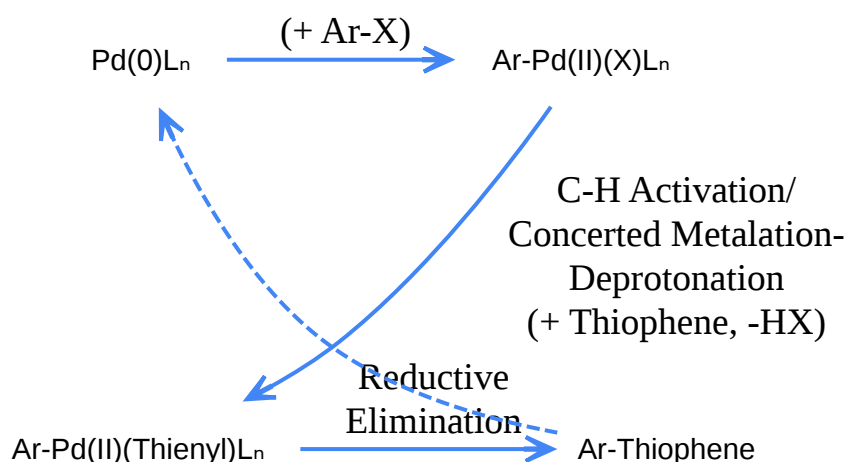 (+ Ar-X)
Pd(0)Lₙ
Ar-Pd(II)(X)Lₙ
C-H Activation/
Concerted Metalation-
Deprotonation
(+ Thiophene, -HX)
Reductive
Elimination
Ar-Pd(II)(Thienyl)Lₙ
Ar-Thiophene